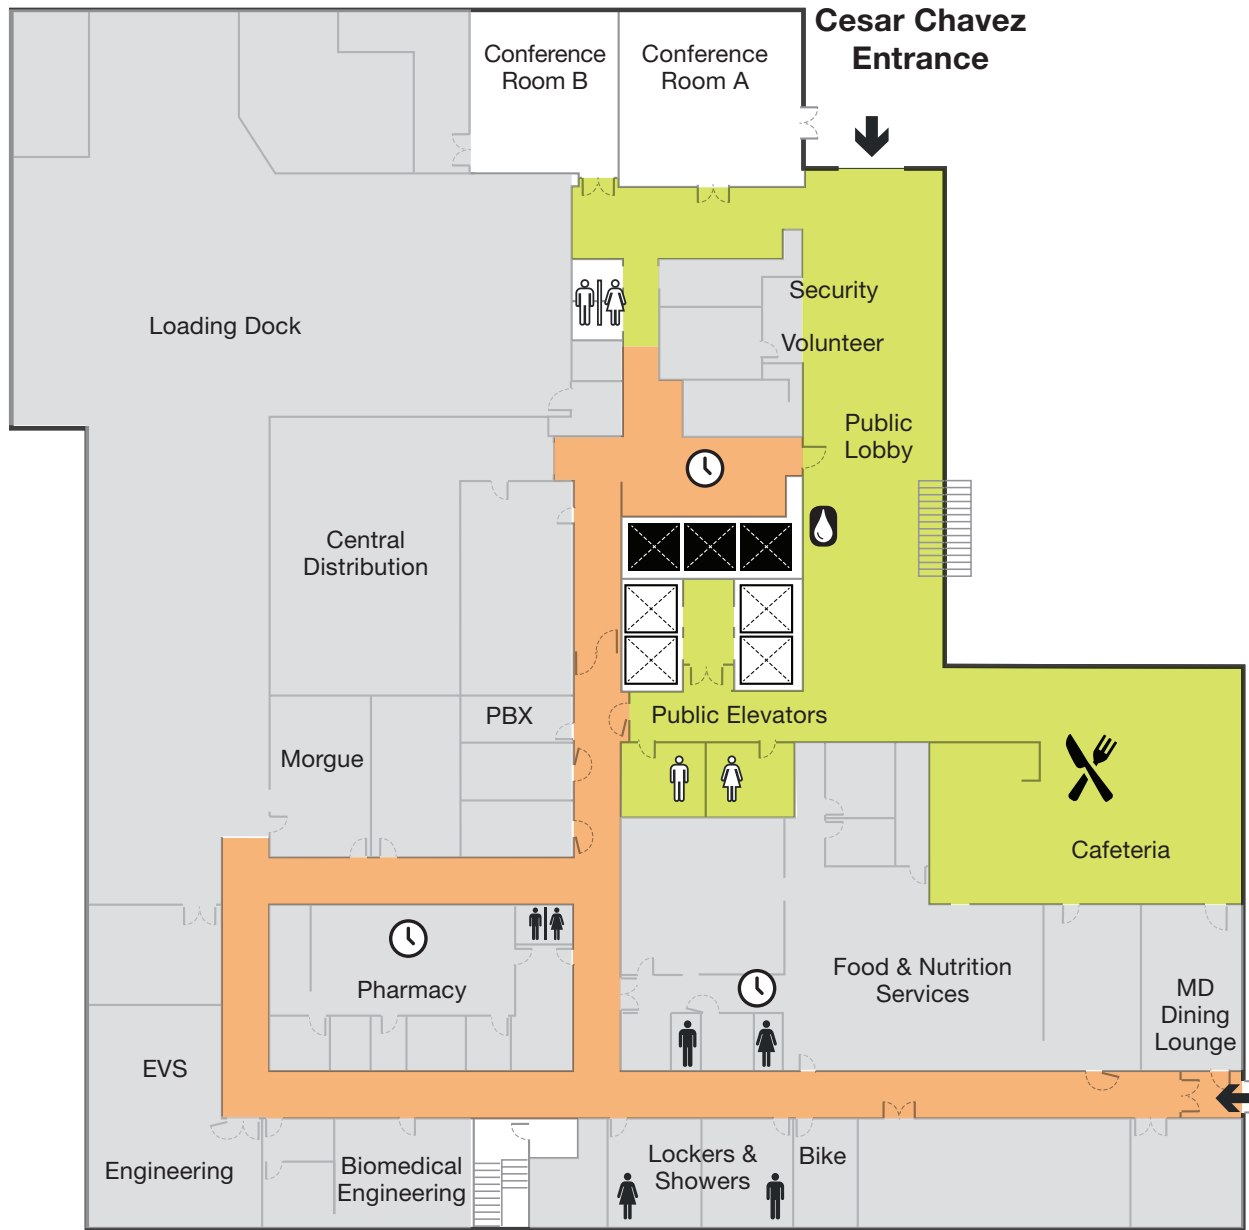 Cesar Chavez
Entrance
Conference
Room B
Conference
Room A
Security
Loading Dock
Volunteer
Public
Lobby
Central
Distribution
PBX
Public Elevators
Morgue
Cafeteria
Food & Nutrition
Services
Pharmacy
MD
Dining
Lounge
EVS
Engineering
Biomedical
Engineering
Lockers &
Showers
Bike